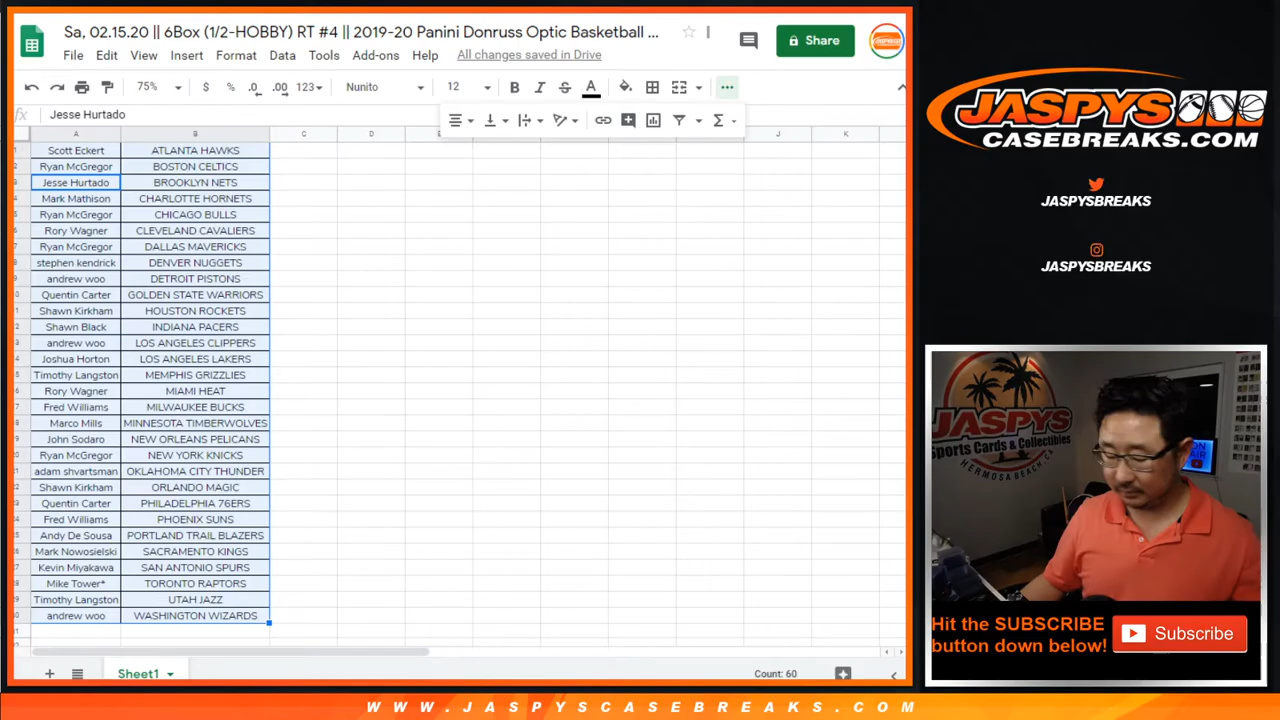 Sa, 02.15.20 || 6Box (1/2-HOBBY) RT #4 || 2019-20 Panini Donruss Optic Basketball ...
File Edit View Insert Format Data Tools Add-ons Help All changes saved in Drive
Share
75% $ % .0 .00 123 Nunito 12 B I S A
fx Jesse Hurtado
A B C D H I J K
Scott Eckert ATLANTA HAWKS
Ryan McGregor BOSTON CELTICS
Jesse Hurtado BROOKLYN NETS
Mark Mathison CHARLOTTE HORNETS
Ryan McGregor CHICAGO BULLS
Rory Wagner CLEVELAND CAVALIERS
Ryan McGregor DALLAS MAVERICKS
stephen kendrick DENVER NUGGETS
andrew woo DETROIT PISTONS
Quentin Carter GOLDEN STATE WARRIORS
Shawn Kirkham HOUSTON ROCKETS
Shawn Black INDIANA PACERS
andrew woo LOS ANGELES CLIPPERS
Joshua Horton LOS ANGELES LAKERS
Timothy Langston MEMPHIS GRIZZLIES
Rory Wagner MIAMI HEAT
Fred Williams MILWAUKEE BUCKS
Marco Mills MINNESOTA TIMBERWOLVES
John Sodaro NEW ORLEANS PELICANS
Ryan McGregor NEW YORK KNICKS
adam shvartsman OKLAHOMA CITY THUNDER
Shawn Kirkham ORLANDO MAGIC
Quentin Carter PHILADELPHIA 76ERS
Fred Williams PHOENIX SUNS
Andy De Sousa PORTLAND TRAIL BLAZERS
Mark Nowosielski SACRAMENTO KINGS
Kevin Miyakawa SAN ANTONIO SPURS
Mike Tower* TORONTO RAPTORS
Timothy Langston UTAH JAZZ
andrew woo WASHINGTON WIZARDS
Sheet1
Count: 60
JASPYS
CASEBREAKS.COM
JASPYSBREAKS
JASPYSBREAKS
JASPYS
Sports Cards & Collectibles
HERMOSA BEACH, CA
ON
AIR
Hit the SUBSCRIBE
button down below!
Subscribe
WWW.JASPYSCASEBREAKS.COM